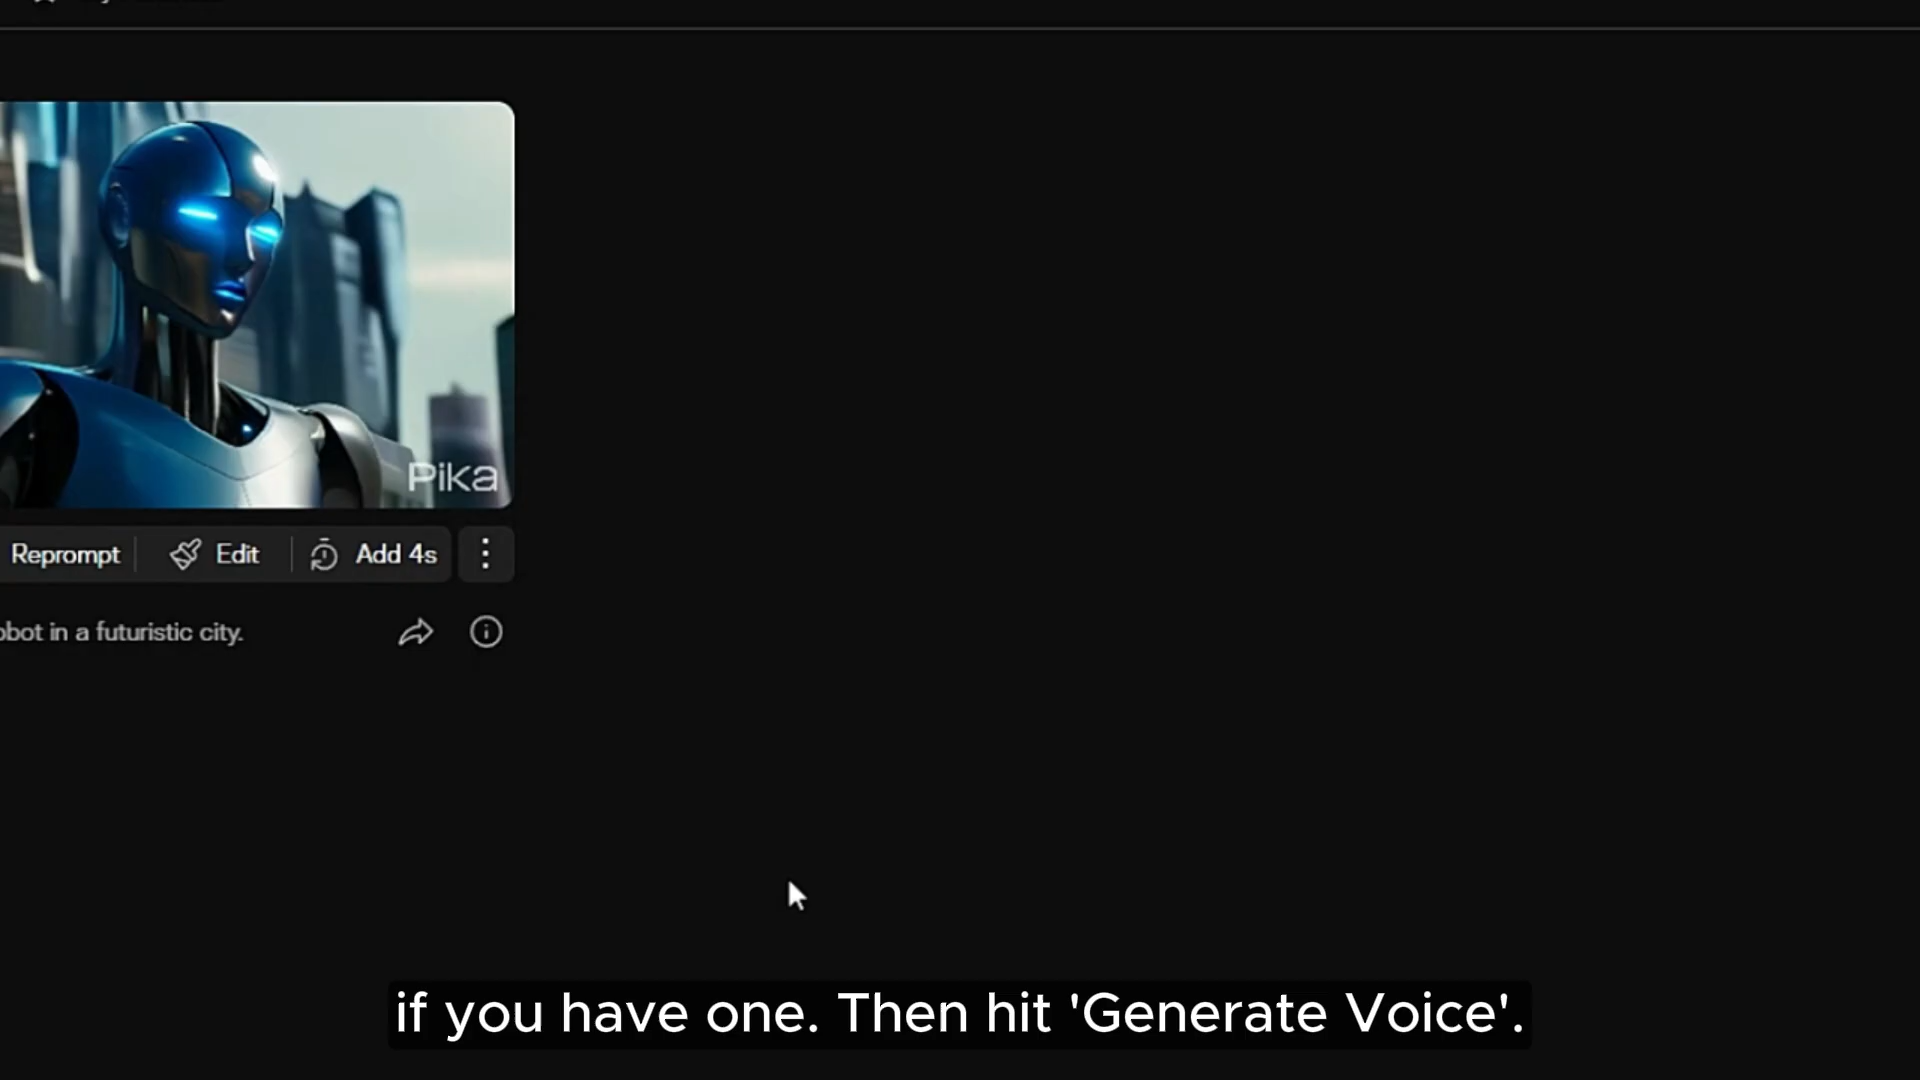 Pika
Reprompt
Edit
Add 4s
obot in a futuristic city.
if you have one. Then hit 'Generate Voice'.